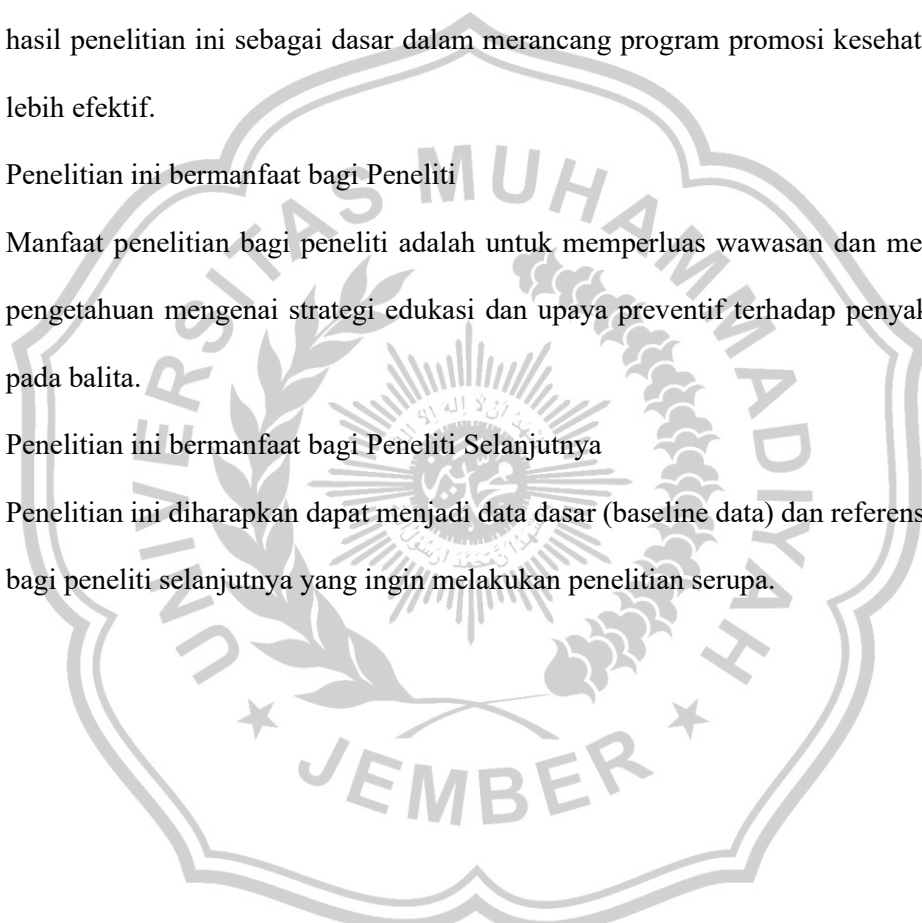 hasil penelitian ini sebagai dasar dalam merancang program promosi kesehat
lebih efektif.
Penelitian ini bermanfaat bagi Peneliti
Manfaat penelitian bagi peneliti adalah untuk memperluas wawasan dan me
pengetahuan mengenai strategi edukasi dan upaya preventif terhadap penyak
pada balita.
Penelitian ini bermanfaat bagi Peneliti Selanjutnya
Penelitian ini diharapkan dapat menjadi data dasar (baseline data) dan referens
bagi peneliti selanjutnya yang ingin melakukan penelitian serupa.
UNIVERSITAS MUHAMMADIYAH
JEMBER